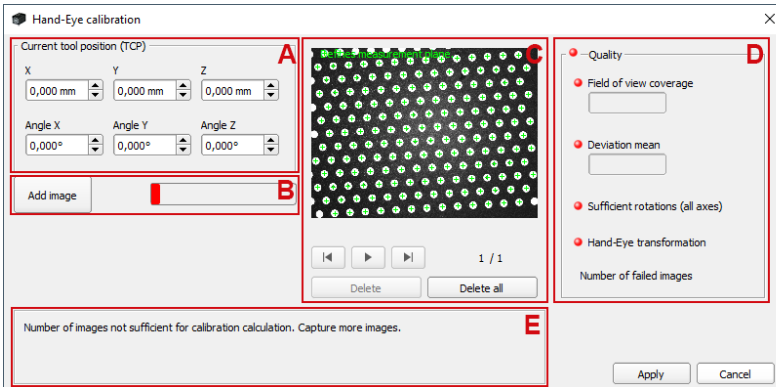 Hand-Eye calibration
Current tool position (TCP)
A
X
Y
Z
0,000 mm
0,000 mm
0,000 mm
Angle X
Angle Y
Angle Z
0,000°
0,000°
0,000°
Add image
B
Defines measurement plane
C
1 / 1
Delete
Delete all
Quality
D
Field of view coverage
Deviation mean
Sufficient rotations (all axes)
Hand-Eye transformation
Number of failed images
Number of images not sufficient for calibration calculation. Capture more images.
E
Apply
Cancel